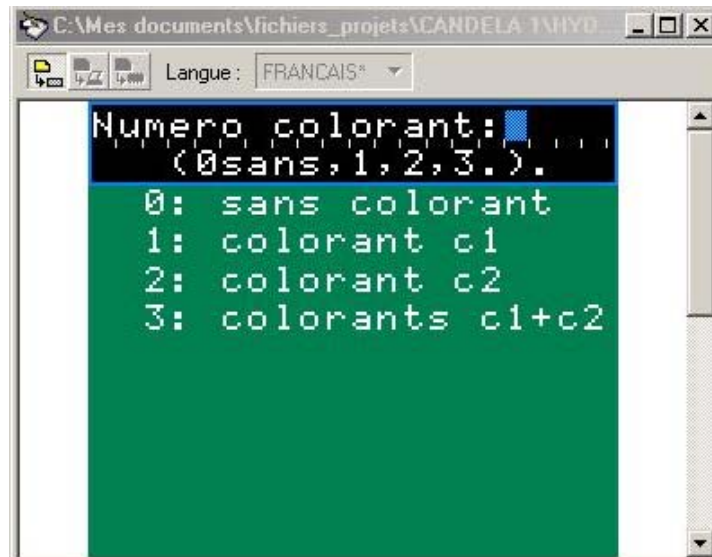 C:\Mes documents\fichiers_projets\CANDELA 1\HYD...
Langue : FRANCAIS*
Numero colorant:
(0sans,1,2,3.).
0: sans colorant
1: colorant c1
2: colorant c2
3: colorants c1+c2